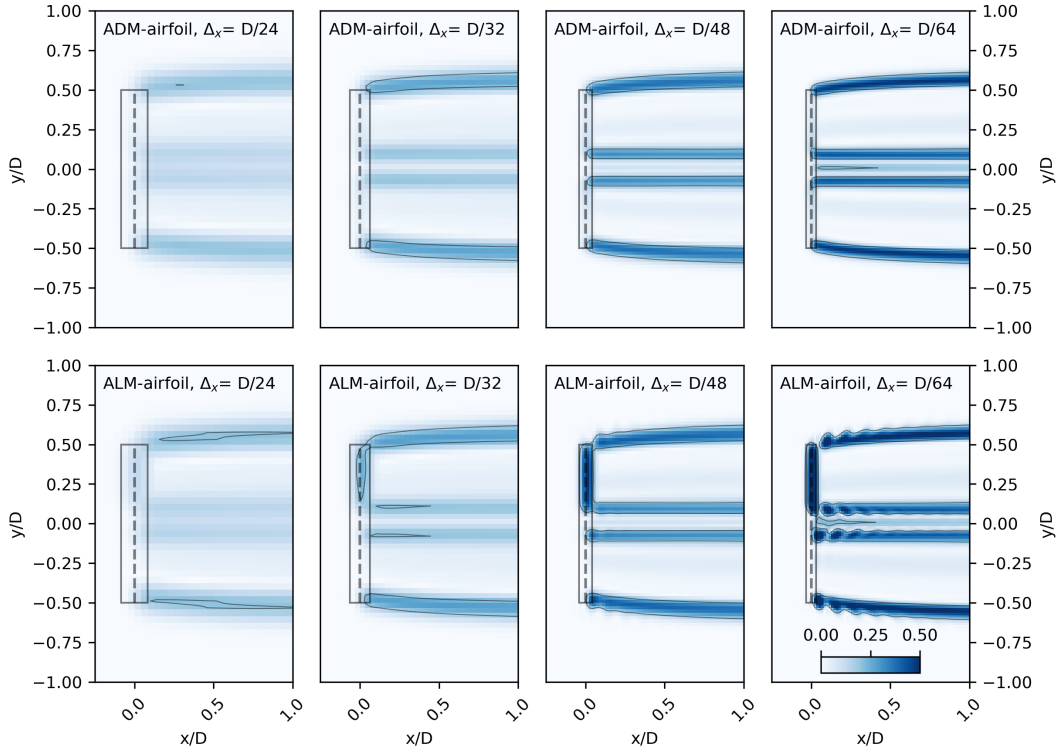 ADM-airfoil, Δx= D/24
ADM-airfoil, Δx= D/32
ADM-airfoil, Δx= D/48
ADM-airfoil, Δx= D/64
1.00
0.75
0.50
0.25
0.00
−0.25
−0.50
−0.75
−1.00
y/D
1.00
0.75
0.50
0.25
0.00
−0.25
−0.50
−0.75
−1.00
y/D
ALM-airfoil, Δx= D/24
ALM-airfoil, Δx= D/32
ALM-airfoil, Δx= D/48
ALM-airfoil, Δx= D/64
1.00
0.75
0.50
0.25
0.00
−0.25
−0.50
−0.75
−1.00
y/D
1.00
0.75
0.50
0.25
0.00
−0.25
−0.50
−0.75
−1.00
y/D
0.00 0.25 0.50
0.0 0.5 1.0
0.0 0.5 1.0
0.0 0.5 1.0
0.0 0.5 1.0
x/D
x/D
x/D
x/D